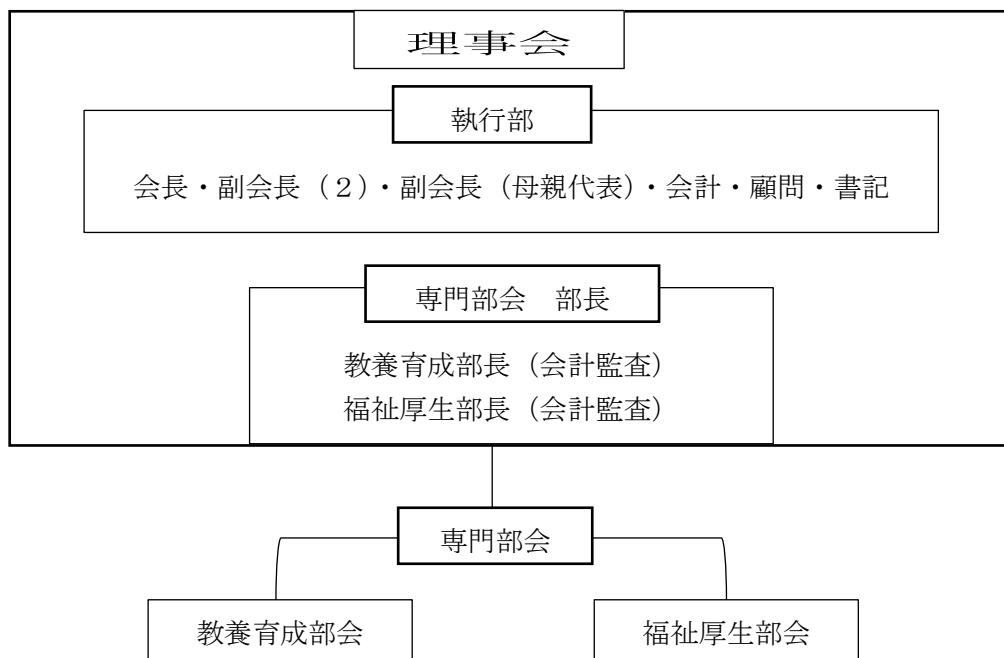 理事会
執行部
会長・副会長（２）・副会長（母親代表）・会計・顧問・書記
専門部会　部長
教養育成部長（会計監査）
福祉厚生部長（会計監査）
専門部会
教養育成部会
福祉厚生部会